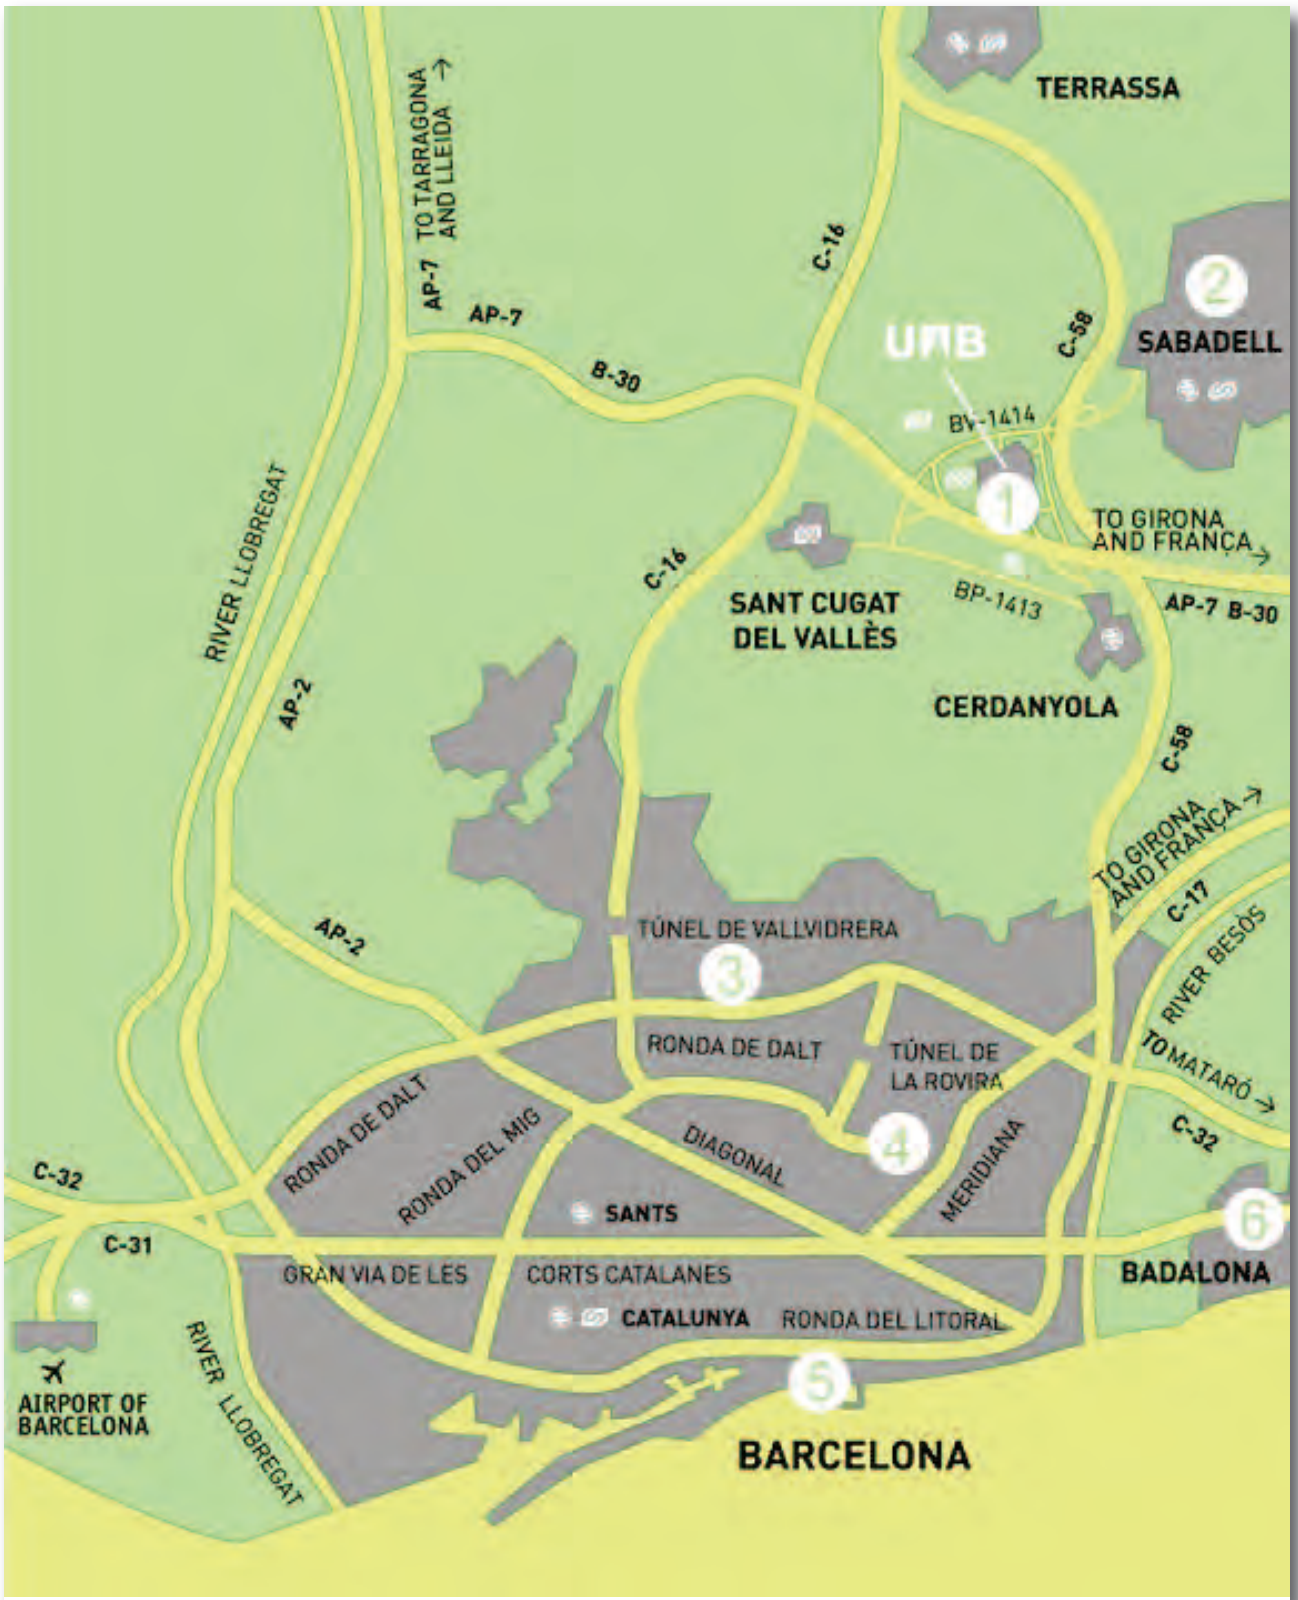 TERRASSA
TO TARRAGONA
AND LLEIDA →
AP-7
C-16
2
AP-7
C-58
SABADELL
UAB
B-30
BV-1414
1
RIVER LLOBREGAT
TO GIRONA
AND FRANÇA →
C-16
SANT CUGAT
DEL VALLÈS
BP-1413
AP-7 B-30
AP-2
CERDANYOLA
C-58
TO GIRONA
AND FRANÇA →
C-17
AP-2
TÚNEL DE VALLVIDRERA
RIVER BESÒS
3
RONDA DE DALT
TÚNEL DE
LA ROVIRA
TO MATARÓ →
RONDA DE DALT
RONDA DEL MIG
DIAGONAL
4
MERIDIANA
C-32
C-32
SANTS
6
C-31
GRAN VIA DE LES
CORTS CATALANES
BADALONA
CATALUNYA
RONDA DEL LITORAL
RIVER LLOBREGAT
5
AIRPORT OF
BARCELONA
BARCELONA